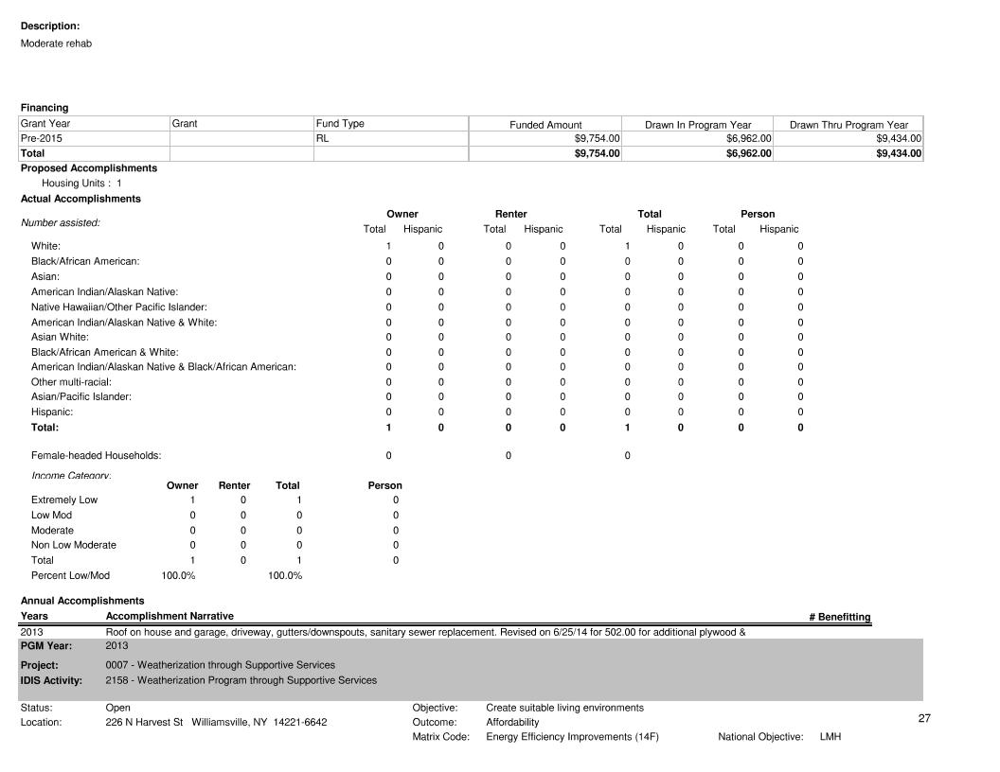 Description:
Moderate rehab
Financing
Grant Year Grant Fund Type Funded Amount Drawn In Program Year Drawn Thru Program Year
Pre-2015 RL $9,754.00 $6,962.00 $9,434.00
Total $9,754.00 $6,962.00 $9,434.00
Proposed Accomplishments
Housing Units : 1
Actual Accomplishments
Owner Renter Total Person
Number assisted:
Total Hispanic Total Hispanic Total Hispanic Total Hispanic
White: 1 0 0 0 1 0 0 0
Black/African American: 0 0 0 0 0 0 0 0
Asian: 0 0 0 0 0 0 0 0
American Indian/Alaskan Native: 0 0 0 0 0 0 0 0
Native Hawaiian/Other Pacific Islander: 0 0 0 0 0 0 0 0
American Indian/Alaskan Native & White: 0 0 0 0 0 0 0 0
Asian White: 0 0 0 0 0 0 0 0
Black/African American & White: 0 0 0 0 0 0 0 0
American Indian/Alaskan Native & Black/African American: 0 0 0 0 0 0 0 0
Other multi-racial: 0 0 0 0 0 0 0 0
Asian/Pacific Islander: 0 0 0 0 0 0 0 0
Hispanic: 0 0 0 0 0 0 0 0
Total: 1 0 0 0 1 0 0 0
Female-headed Households: 0 0 0
Income Category:
Owner Renter Total Person
Extremely Low 1 0 1 0
Low Mod 0 0 0 0
Moderate 0 0 0 0
Non Low Moderate 0 0 0 0
Total 1 0 1 0
Percent Low/Mod 100.0% 100.0%
Annual Accomplishments
Years Accomplishment Narrative # Benefitting
2013 Roof on house and garage, driveway, gutters/downspouts, sanitary sewer replacement. Revised on 6/25/14 for 502.00 for additional plywood &
PGM Year: 2013
Project: 0007 - Weatherization through Supportive Services
IDIS Activity: 2158 - Weatherization Program through Supportive Services
Status: Open Objective: Create suitable living environments
Location: 226 N Harvest St Williamsville, NY 14221-6642 Outcome: Affordability
Matrix Code: Energy Efficiency Improvements (14F) National Objective: LMH
27